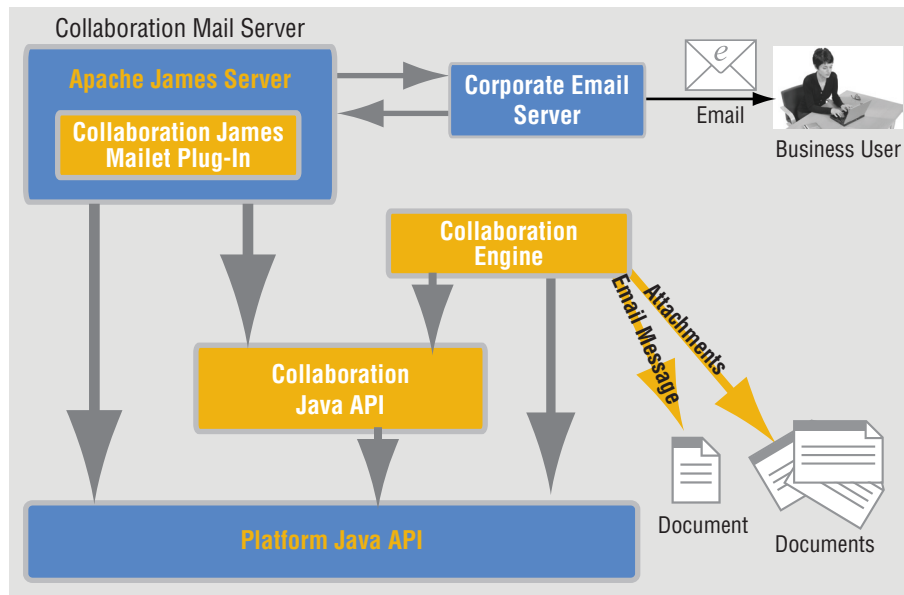 Collaboration Mail Server
Apache James Server
Collaboration James
Mailet Plug-In
Corporate Email
Server
e
Email
Business User
Collaboration
Engine
Email Message
Attachments
Collaboration
Java API
Document
Documents
Platform Java API